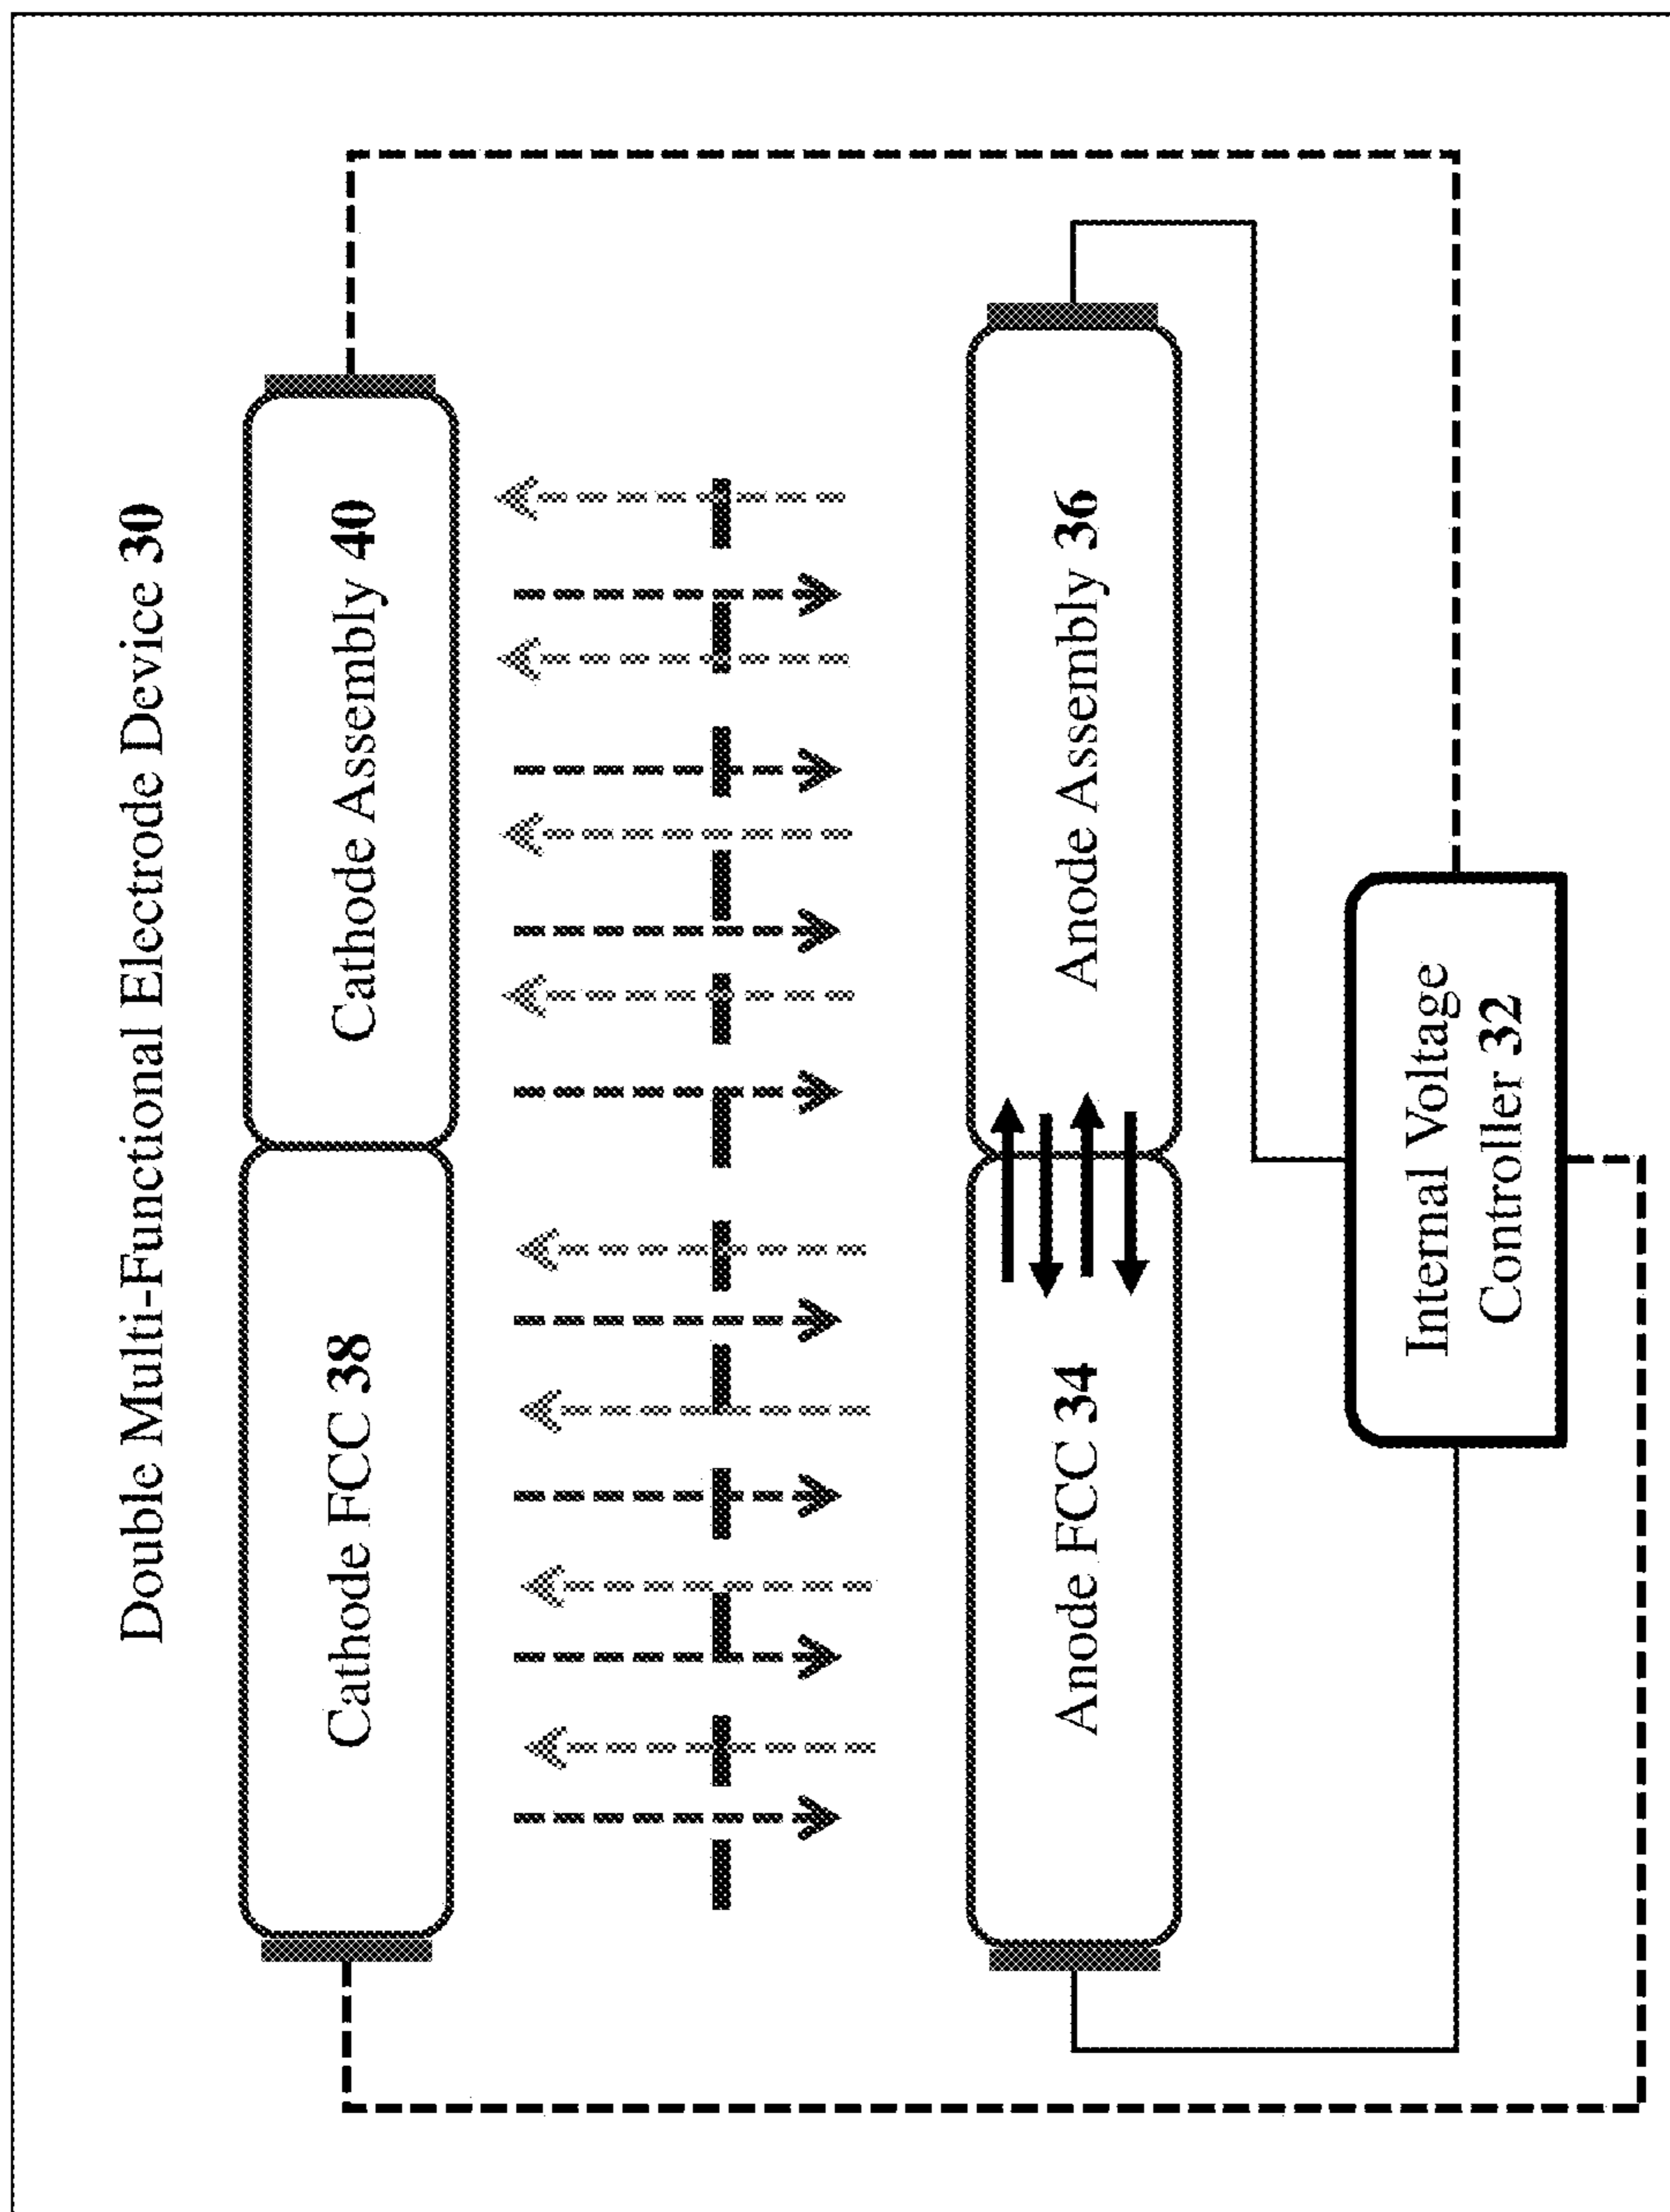 Double Multi-Functional Electrode Device 30
Cathode FCC 38
Cathode Assembly 40
Anode FCC 34
Anode Assembly 36
Internal Voltage
Controller 32